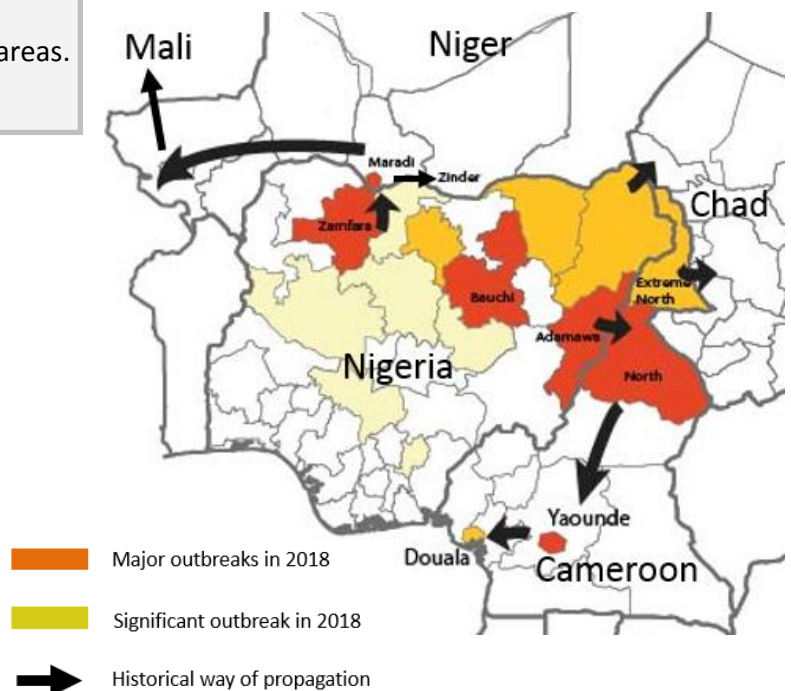 areas.
Mali
Niger
Maradi
Zinder
Chad
Zamfara
Bauchi
Extreme
North
Adamawa
Nigeria
North
Yaounde
Douala
Cameroon
Major outbreaks in 2018
Significant outbreak in 2018
Historical way of propagation